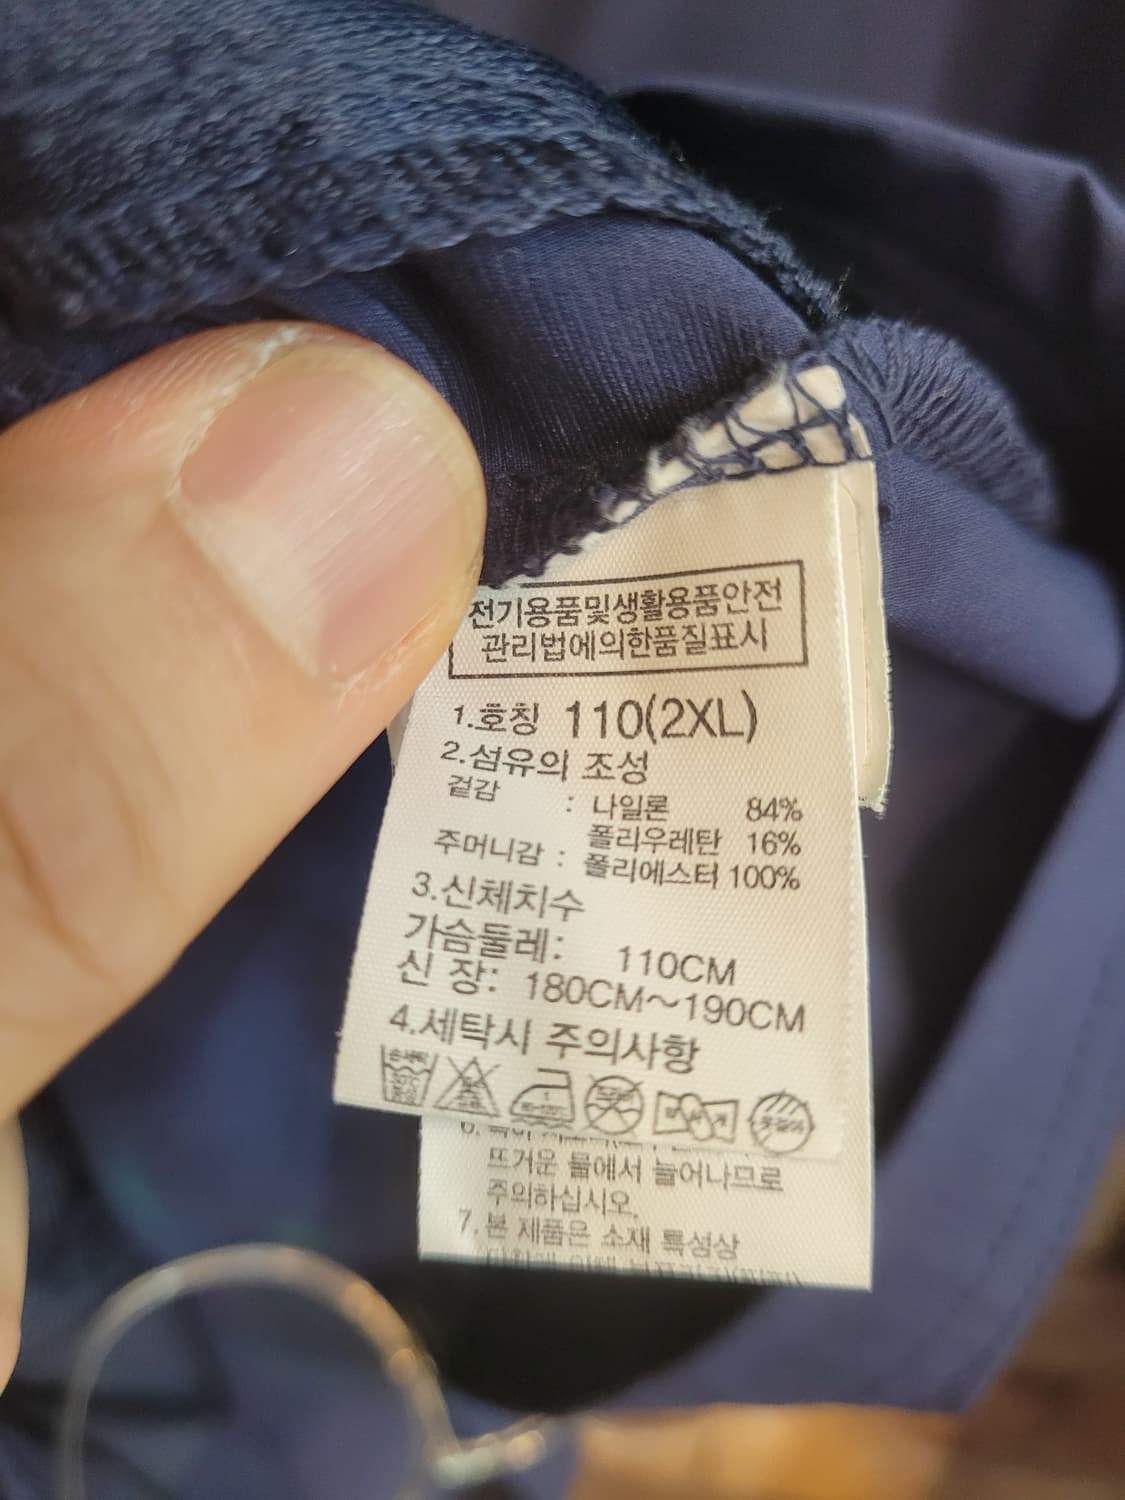 전기용품및생활용품안전
관리법에의한품질표시
1.호칭 110(2XL)
2.섬유의 조성
겉감 : 나일론 84%
폴리우레탄 16%
주머니감 : 폴리에스터 100%
3.신체치수
가슴둘레: 110CM
신 장: 180CM～190CM
4.세탁시 주의사항
6.
뜨거운 물에서 늘어나므로
주의하십시오.
7. 본 제품은 소재 특성상